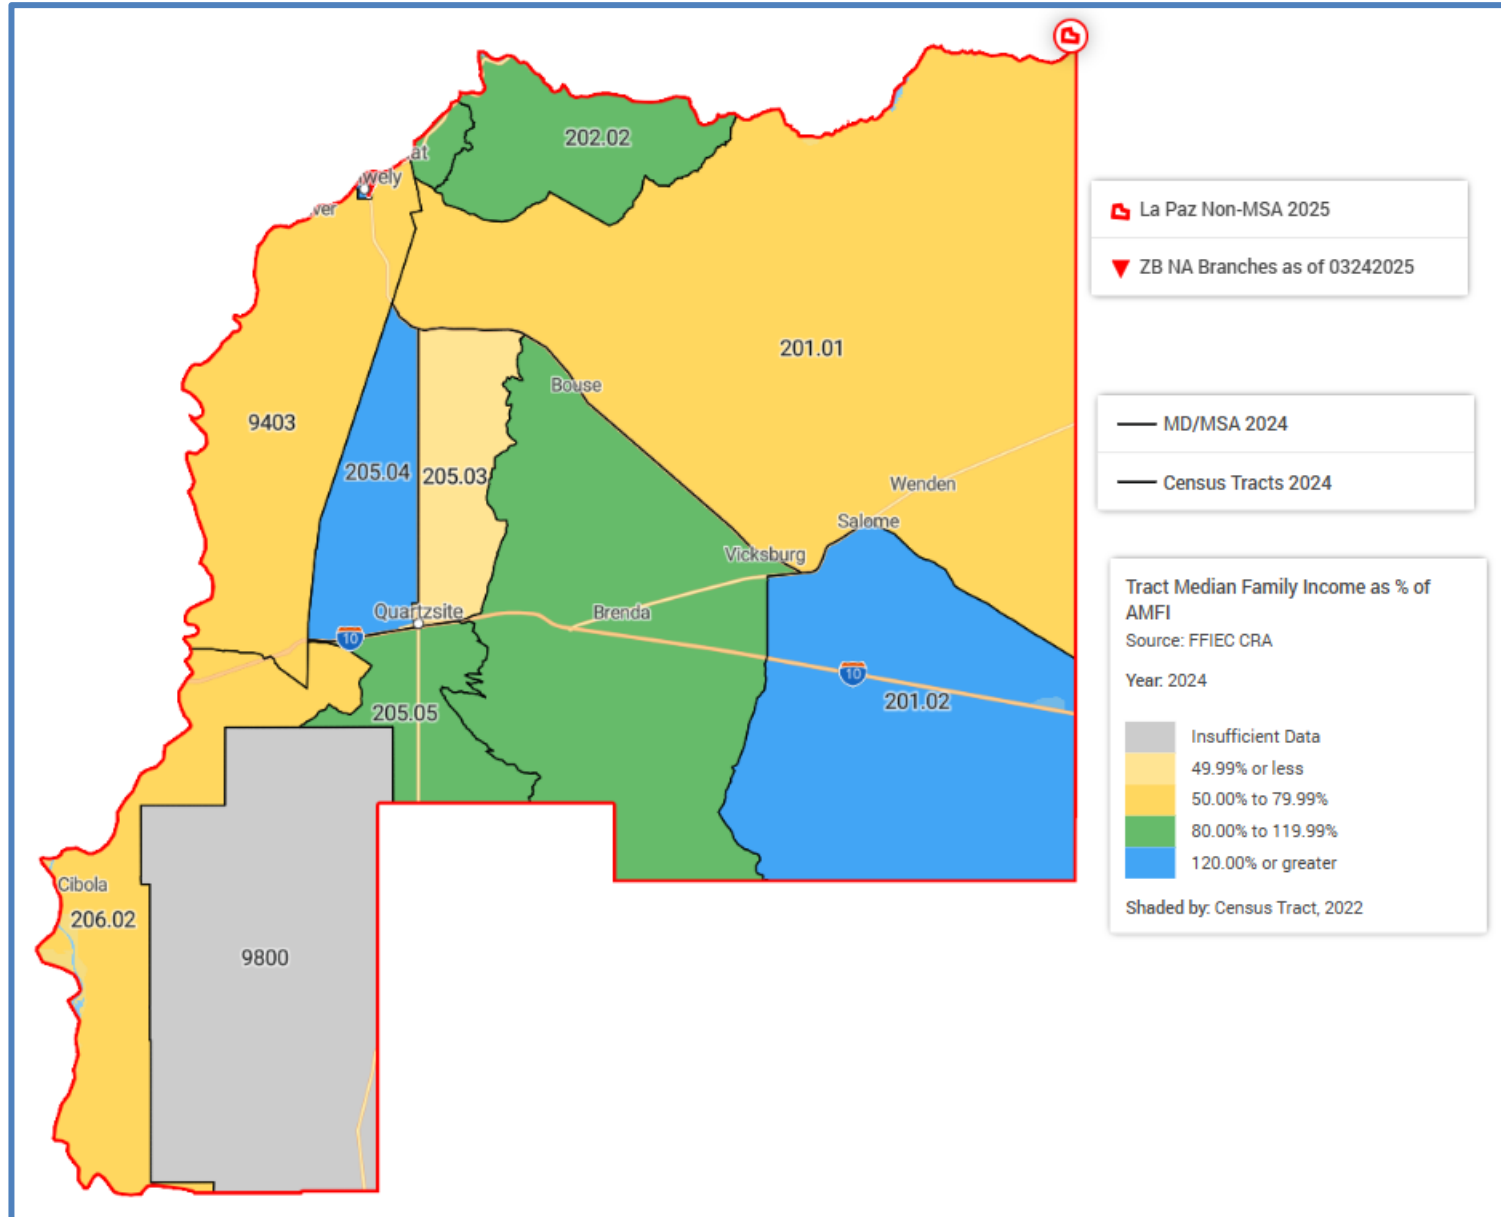 202.02
at
wely
ver
201.01
Bouse
9403
205.04
205.03
Wenden
Salome
Vicksburg
Quartzsite
Brenda
10
10
201.02
205.05
Cibola
206.02
9800
La Paz Non-MSA 2025
ZB NA Branches as of 03242025
MD/MSA 2024
Census Tracts 2024
Tract Median Family Income as % of
AMFI
Source: FFIEC CRA
Year: 2024
Insufficient Data
49.99% or less
50.00% to 79.99%
80.00% to 119.99%
120.00% or greater
Shaded by: Census Tract, 2022